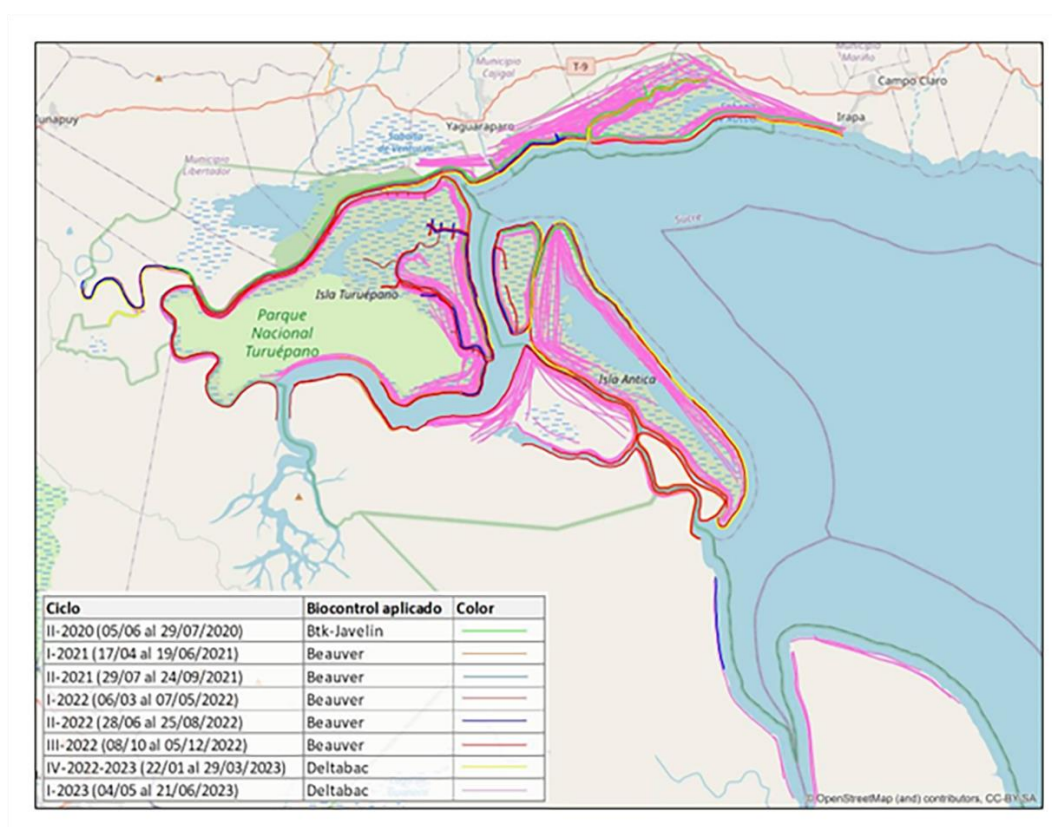 Municipio
Mariño
Municipio
Cajigal
T-9
Campo Claro
unapuy
Yaguaraparo
Irapa
Municipio
Libertador
Sucre
Isla Turuépano
Parque
Nacional
Turuépano
Isla Antica
Ciclo Biocontrol aplicado Color
II-2020 (05/06 al 29/07/2020) Btk-Javelin
I-2021 (17/04 al 19/06/2021) Beauver
II-2021 (29/07 al 24/09/2021) Beauver
I-2022 (06/03 al 07/05/2022) Beauver
II-2022 (28/06 al 25/08/2022) Beauver
III-2022 (08/10 al 05/12/2022) Beauver
IV-2022-2023 (22/01 al 29/03/2023) Deltabac
I-2023 (04/05 al 21/06/2023) Deltabac
© OpenStreetMap (and) contributors, CC-BY-SA